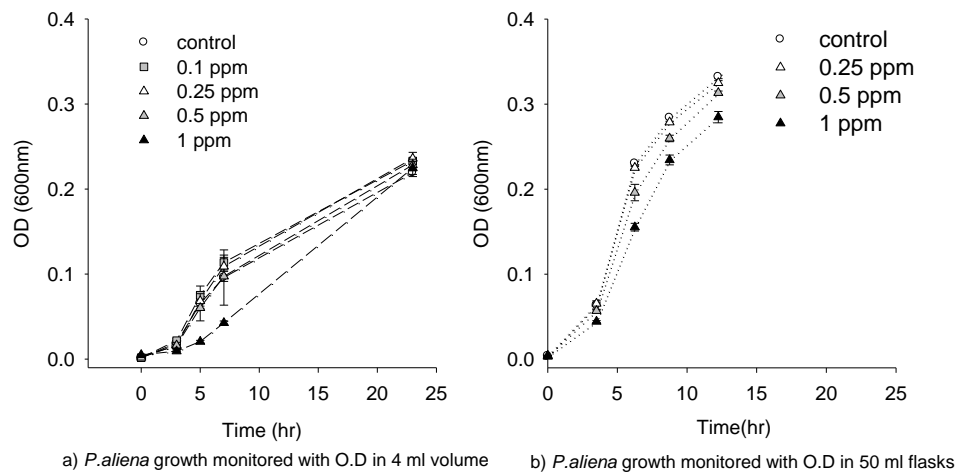 0.4
0.3
0.2
0.1
0.0
OD (600nm)
control
0.1 ppm
0.25 ppm
0.5 ppm
1 ppm
0 5 10 15 20 25
Time (hr)
a) P.aliena growth monitored with O.D in 4 ml volume
0.4
0.3
0.2
0.1
0.0
OD (600nm)
control
0.25 ppm
0.5 ppm
1 ppm
0 5 10 15 20 25
Time(hr)
b) P.aliena growth monitored with O.D in 50 ml flasks